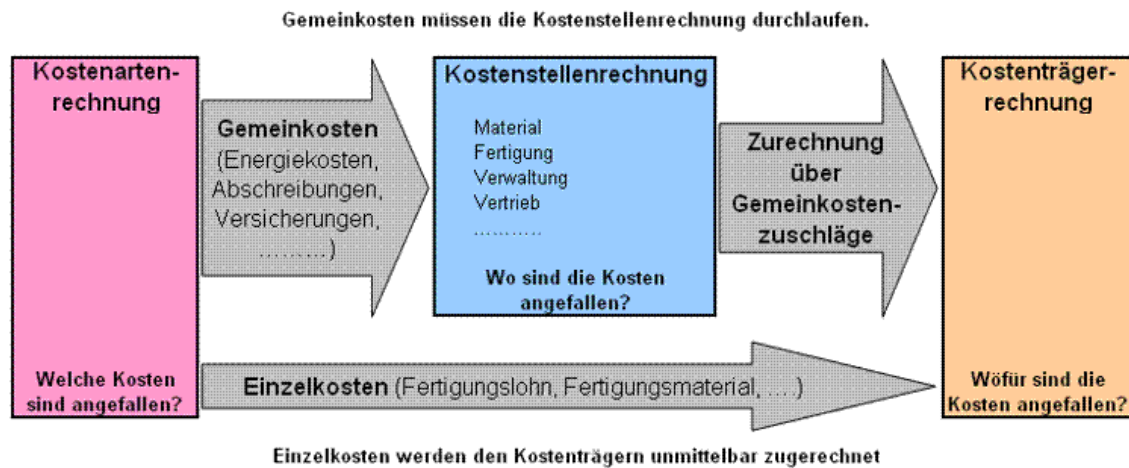 Gemeinkosten müssen die Kostenstellenrechnung durchlaufen.
Kostenarten-
rechnung
Welche Kosten
sind angefallen?
Gemeinkosten
(Energiekosten,
Abschreibungen,
Versicherungen,
………)
Kostenstellenrechnung
Material
Fertigung
Verwaltung
Vertrieb
………..
Wo sind die Kosten
angefallen?
Zurechnung
über
Gemeinkosten-
zuschläge
Kostenträger-
rechnung
Wöfür sind die
Kosten angefallen?
Einzelkosten (Fertigungslohn, Fertigungsmaterial, ….)
Einzelkosten werden den Kostenträgern unmittelbar zugerechnet